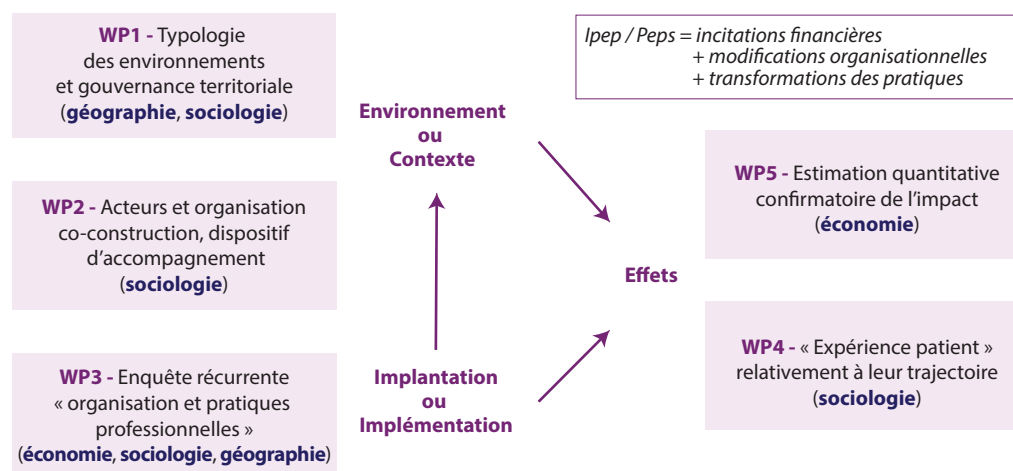 WP1 - Typologie
des environnements
et gouvernance territoriale
(géographie, sociologie)
WP2 - Acteurs et organisation
co-construction, dispositif
d'accompagnement
(sociologie)
WP3 - Enquête récurrente
« organisation et pratiques
professionnelles »
(économie, sociologie, géographie)
Environnement
ou
Contexte
Implantation
ou
Implémentation
Effets
Ipep / Peps = incitations financières
+ modifications organisationnelles
+ transformations des pratiques
WP5 - Estimation quantitative
confirmatoire de l'impact
(économie)
WP4 - « Expérience patient »
relativement à leur trajectoire
(sociologie)